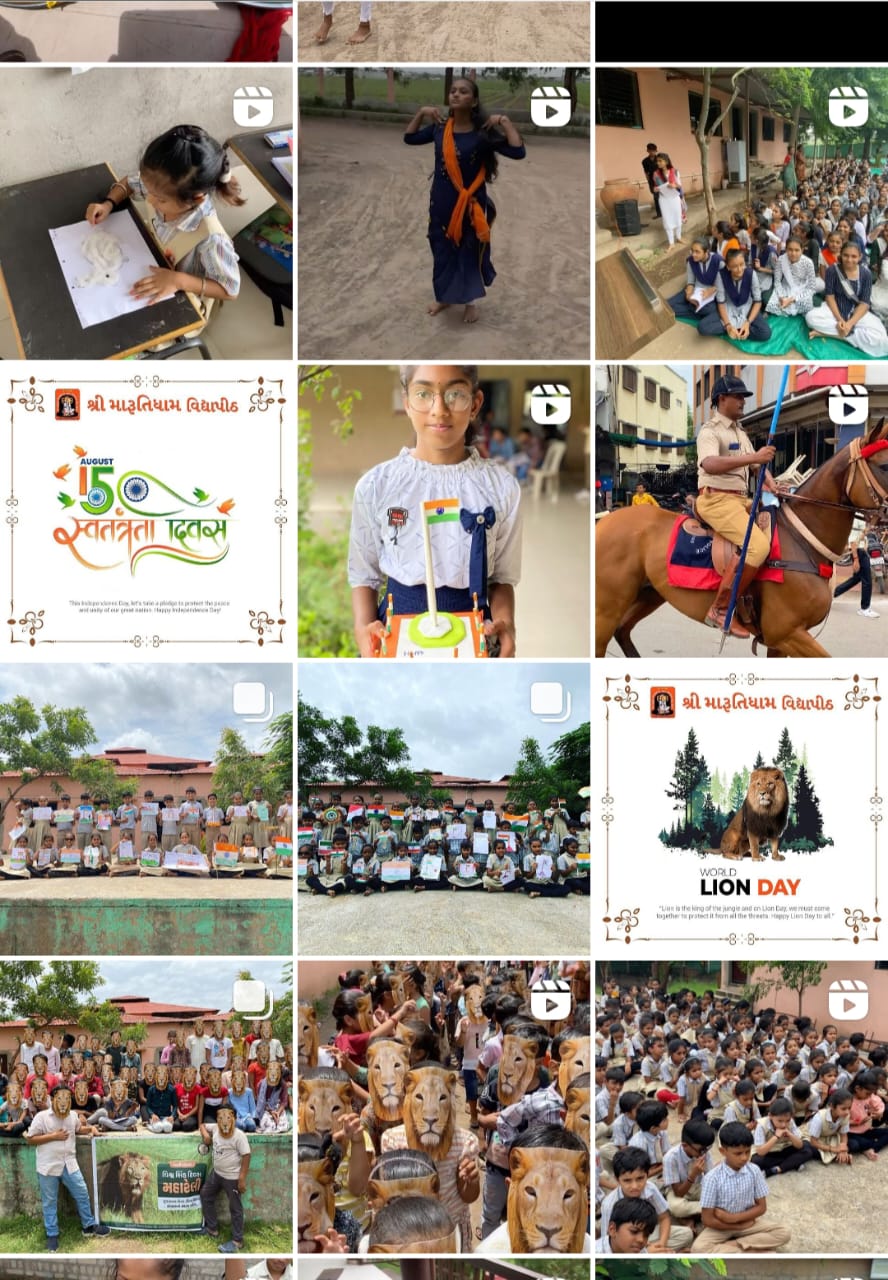 શ્રી મારૂતિધામ વિદ્યાપીઠ
AUGUST
15
स्वतंत्रता दिवस
This Independence Day, let's take a pledge to protect the peace
and unity of our great nation. Happy Independence Day!
શ્રી મારૂતિધામ વિદ્યાપીઠ
WORLD
LION DAY
"Lion is the king of the jungle and on Lion Day, we must come
together to protect it from all the threats. Happy Lion Day to all."
વિશ્વ સિંહ દિવસ
મહારેલી